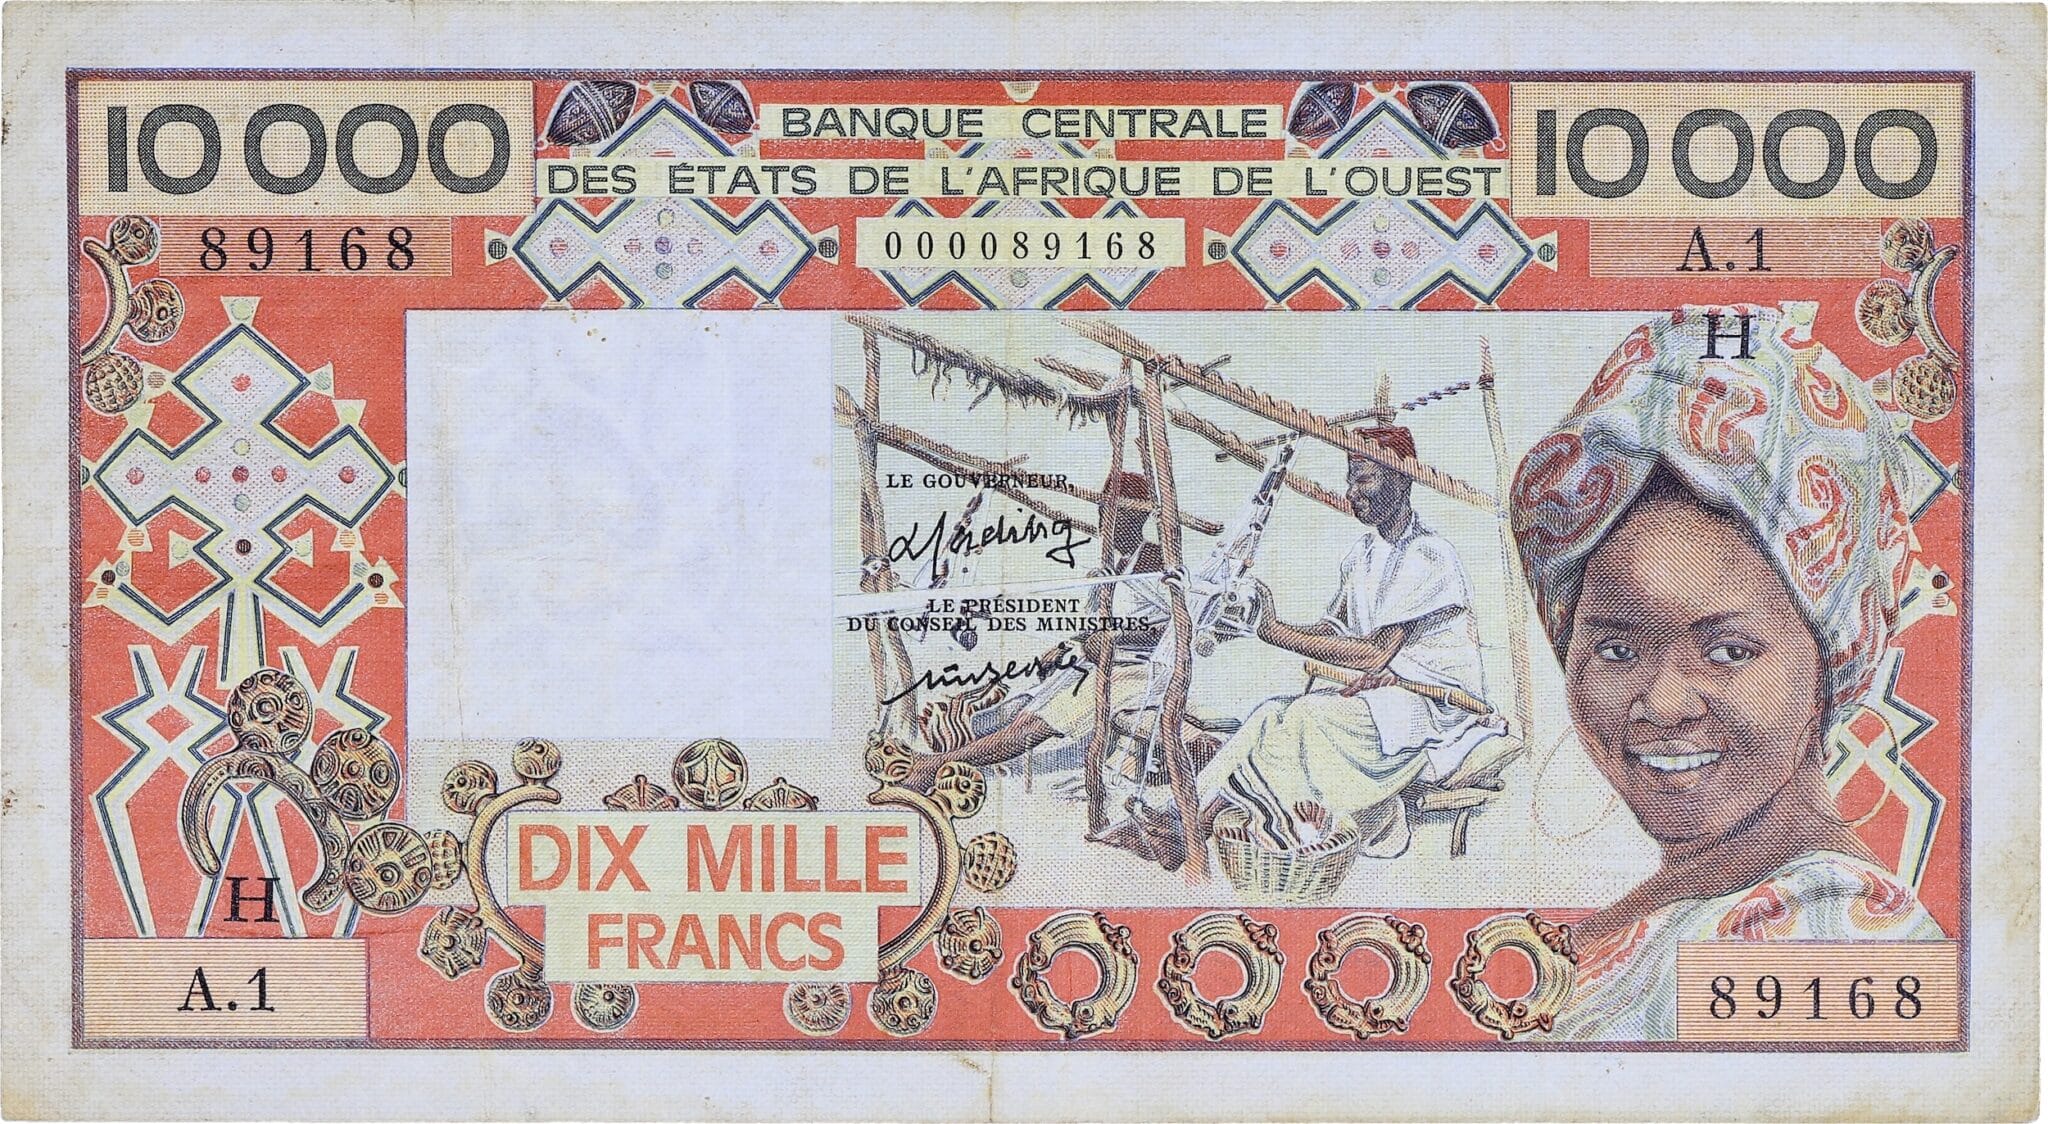 10 000
BANQUE CENTRALE
10 000
DES ÉTATS DE L'AFRIQUE DE L'OUEST
89168
000089168
A.1
H
LE GOUVERNEUR,
LE PRÉSIDENT
DU CONSEIL DES MINISTRES,
DIX MILLE
FRANCS
H
A.1
89168